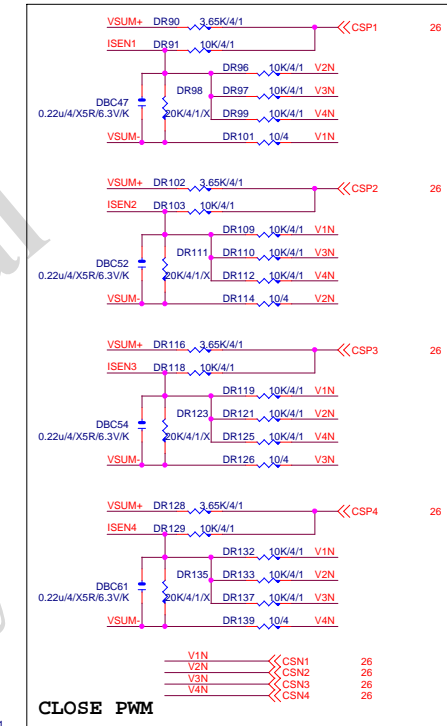 VSUM+ DR90 3.65K/4/1 CSP1 26
ISEN1 DR91 10K/4/1
DR96 10K/4/1 V2N
DR98 DR97 10K/4/1 V3N
DBC47
0.22u/4/X5R/6.3V/K 20K/4/1/X DR99 10K/4/1 V4N
VSUM- DR101 10/4 V1N
VSUM+ DR102 3.65K/4/1 CSP2 26
ISEN2 DR103 10K/4/1
DR109 10K/4/1 V1N
DR111 DR110 10K/4/1 V3N
DBC52
0.22u/4/X5R/6.3V/K 20K/4/1/X DR112 10K/4/1 V4N
VSUM- DR114 10/4 V2N
VSUM+ DR116 3.65K/4/1 CSP3 26
ISEN3 DR118 10K/4/1
DR119 10K/4/1 V1N
DR123 DR121 10K/4/1 V2N
DBC54
0.22u/4/X5R/6.3V/K 20K/4/1/X DR125 10K/4/1 V4N
VSUM- DR126 10/4 V3N
VSUM+ DR128 3.65K/4/1 CSP4 26
ISEN4 DR129 10K/4/1
DR132 10K/4/1 V1N
DR135 DR133 10K/4/1 V2N
DBC61
0.22u/4/X5R/6.3V/K 20K/4/1/X DR137 10K/4/1 V3N
VSUM- DR139 10/4 V4N
V1N CSN1 26
V2N CSN2 26
V3N CSN3 26
V4N CSN4 26
CLOSE PWM